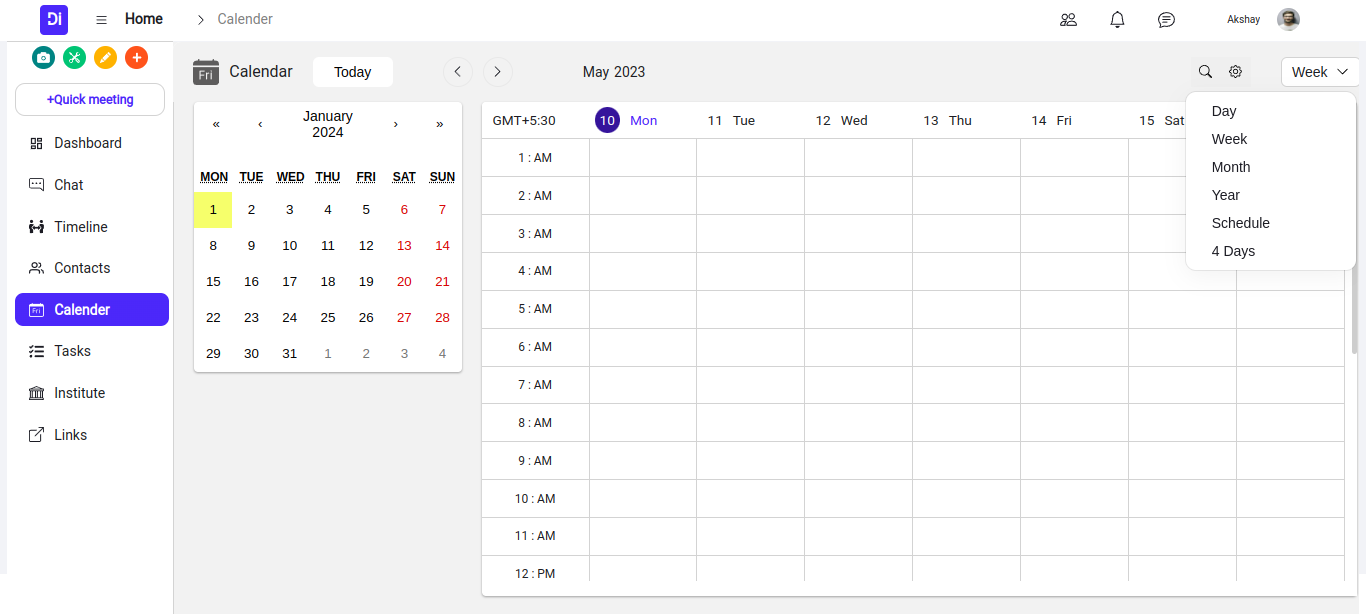 Di Home › Calender
Akshay
+Quick meeting
Dashboard
Chat
Timeline
Contacts
Fri Calender
Tasks
Institute
Links
Fri Calendar Today
May 2023
Week
Day
Week
Month
Year
Schedule
4 Days
« ‹ January 2024 › »
MON TUE WED THU FRI SAT SUN
1 2 3 4 5 6 7
8 9 10 11 12 13 14
15 16 17 18 19 20 21
22 23 24 25 26 27 28
29 30 31 1 2 3 4
GMT+5:30 10 Mon 11 Tue 12 Wed 13 Thu 14 Fri 15 Sat
1 : AM
2 : AM
3 : AM
4 : AM
5 : AM
6 : AM
7 : AM
8 : AM
9 : AM
10 : AM
11 : AM
12 : PM